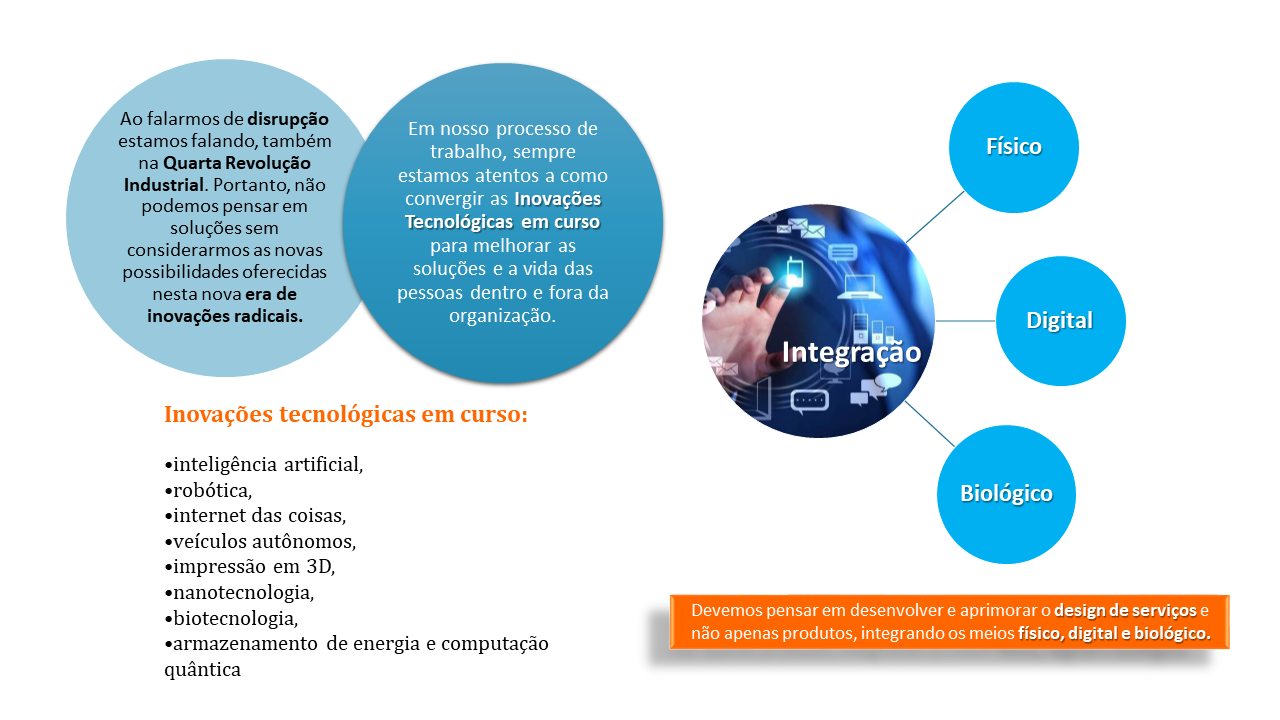 Ao falarmos de disrupção
estamos falando, também
na Quarta Revolução
Industrial. Portanto, não
podemos pensar em
soluções sem
considerarmos as novas
possibilidades oferecidas
nesta nova era de
inovações radicais.
Em nosso processo de
trabalho, sempre
estamos atentos a como
convergir as Inovações
Tecnológicas em curso
para melhorar as
soluções e a vida das
pessoas dentro e fora da
organização.
Inovações tecnológicas em curso:
•inteligência artificial,
•robótica,
•internet das coisas,
•veículos autônomos,
•impressão em 3D,
•nanotecnologia,
•biotecnologia,
•armazenamento de energia e computação
quântica
Integração
Físico
Digital
Biológico
Devemos pensar em desenvolver e aprimorar o design de serviços e
não apenas produtos, integrando os meios físico, digital e biológico.